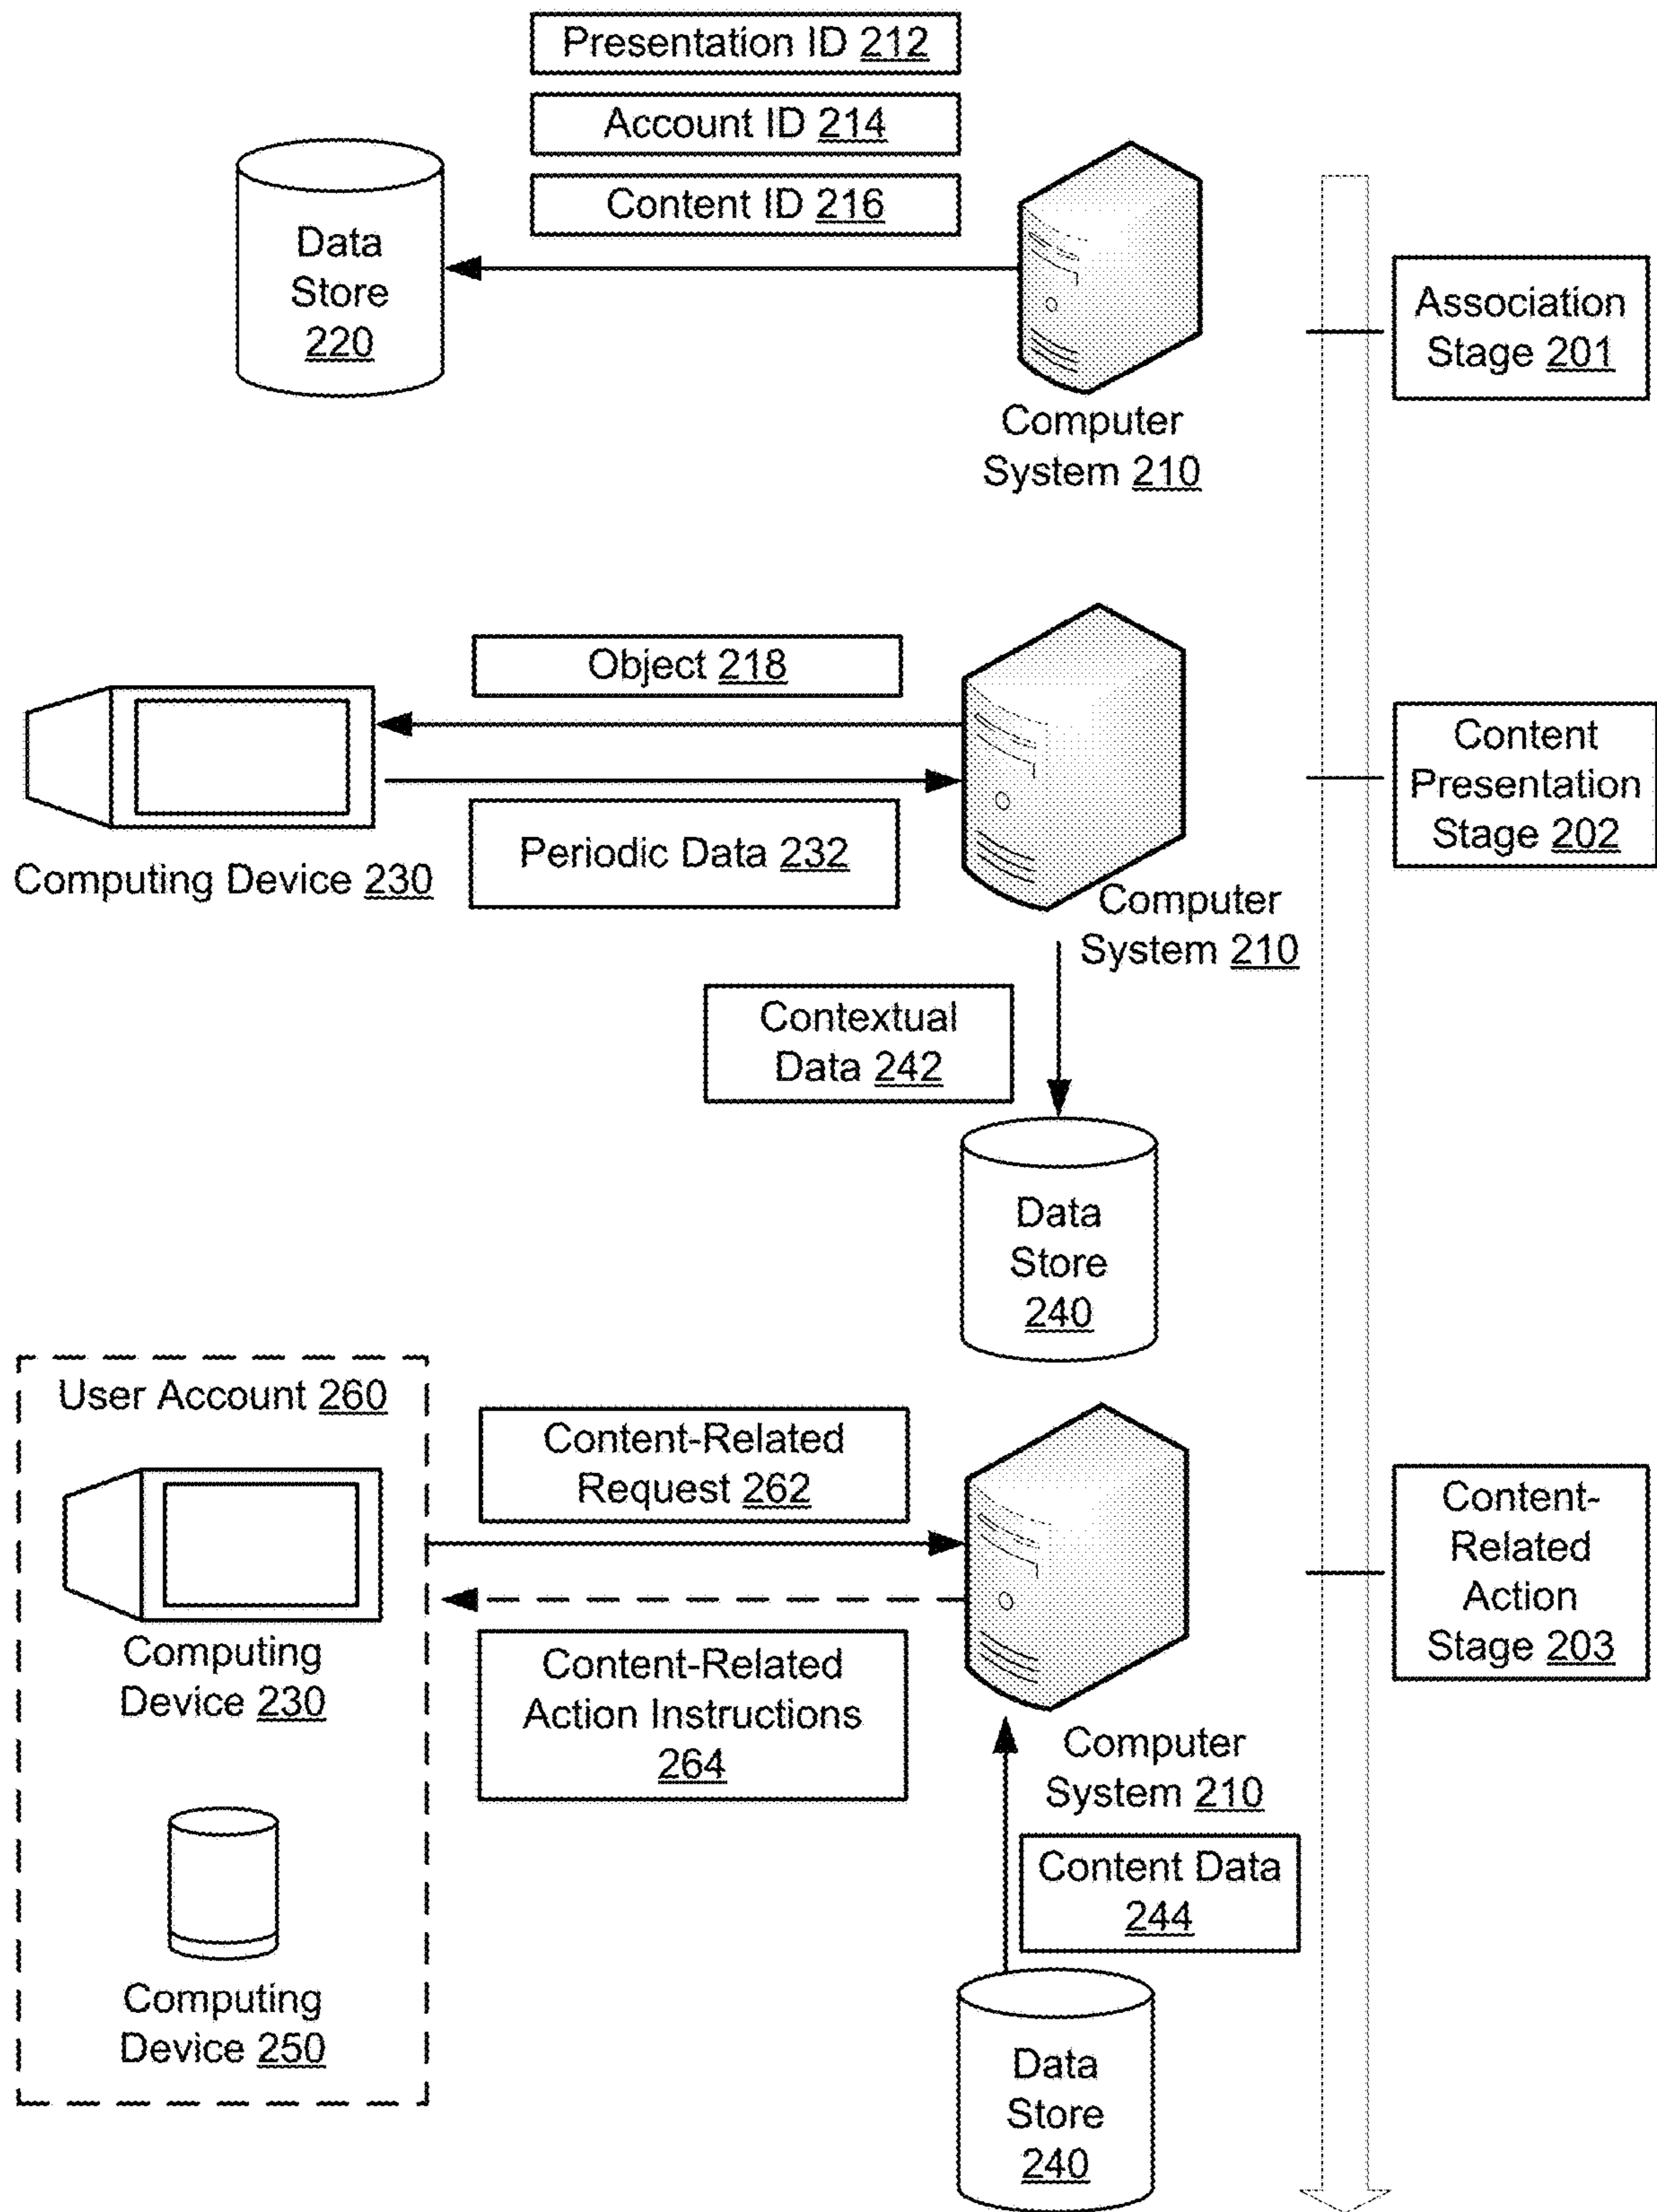 Presentation ID 212
Account ID 214
Content ID 216
Data
Store
220
Computer
System 210
Association
Stage 201
Object 218
Periodic Data 232
Computing Device 230
Computer
System 210
Content
Presentation
Stage 202
Contextual
Data 242
Data
Store
240
User Account 260
Computing
Device 230
Computing
Device 250
Content-Related
Request 262
Content-Related
Action Instructions
264
Computer
System 210
Content Data
244
Data
Store
240
Content-
Related
Action
Stage 203